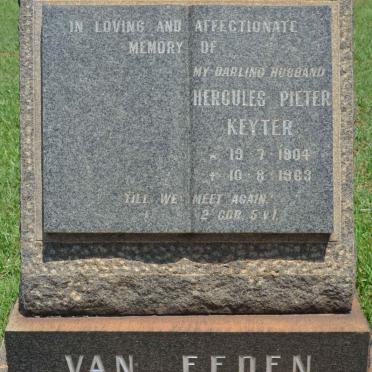 IN LOVING AND AFFECTIONATE
MEMORY OF
MY DARLING HUSBAND
HERCULES PIETER
KEYTER
19 · 7 · 1904
+ 10 · 8 · 1963
TILL WE MEET AGAIN.
2 COR. 5 V 1.
VAN EEDEN